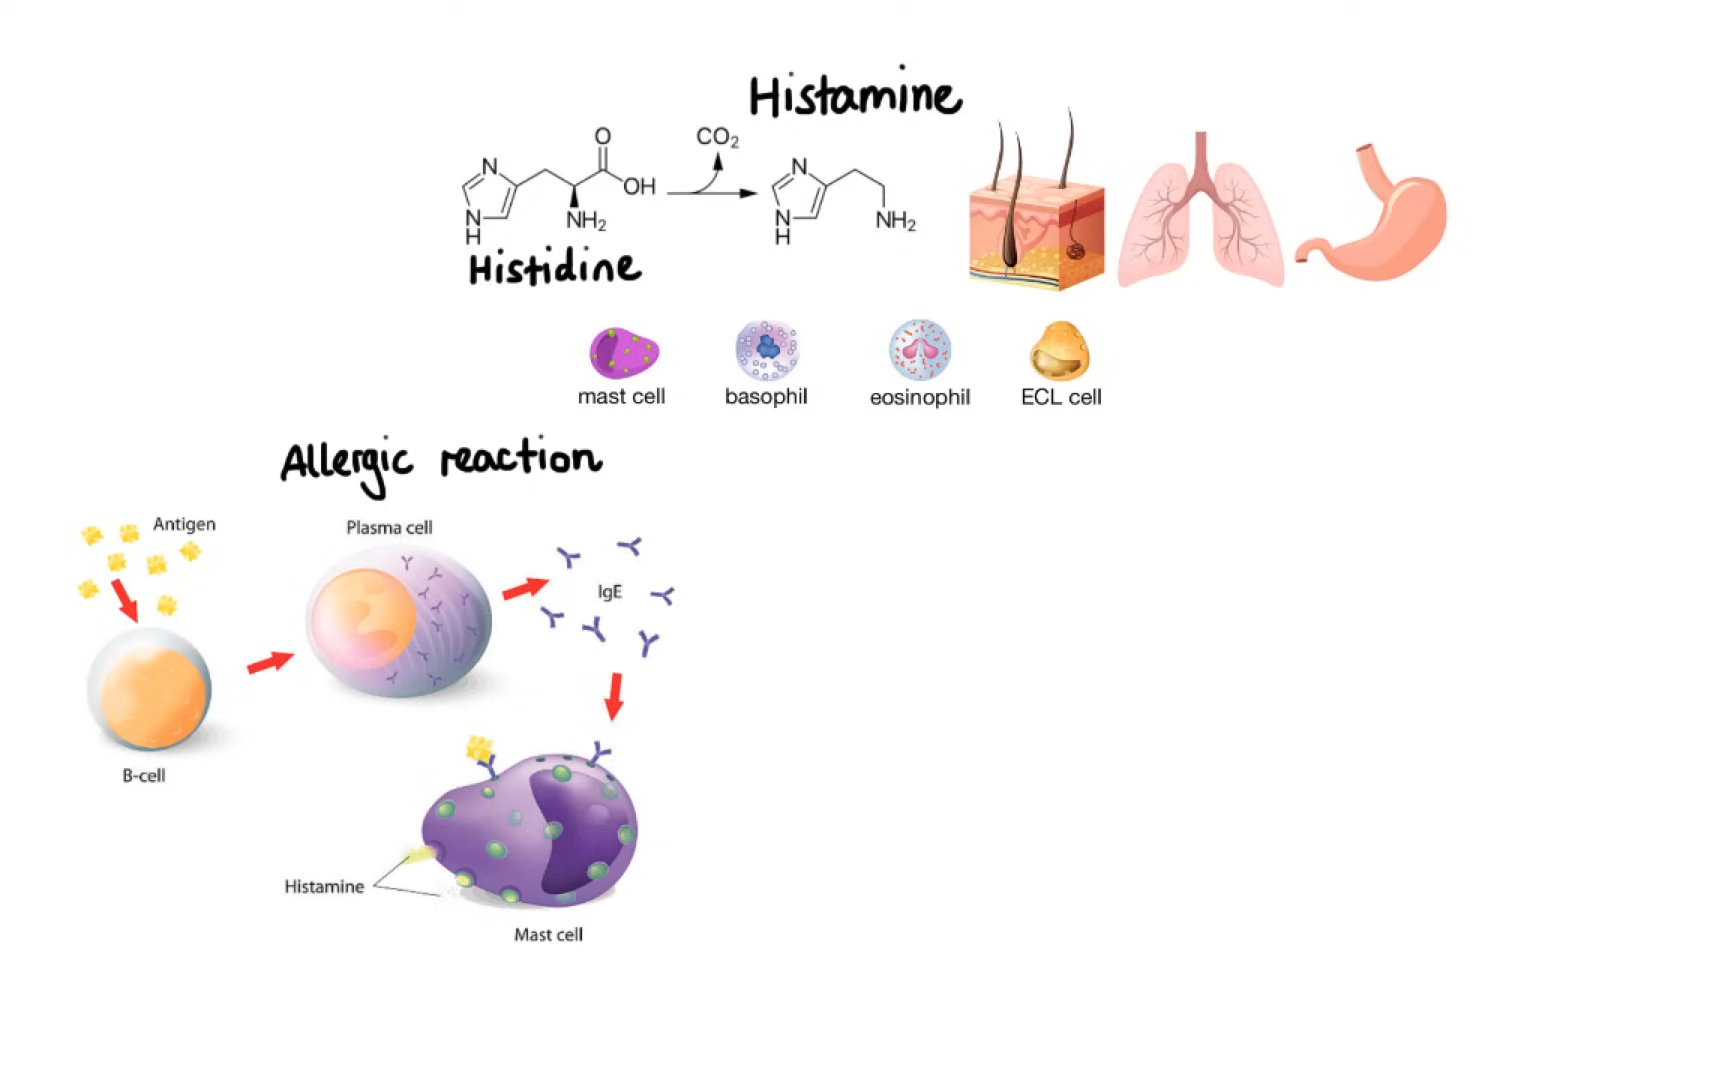 Histamine
CO2
O
N
OH
N
H
NH2
N
N
H
NH2
Histidine
mast cell
basophil
eosinophil
ECL cell
Allergic reaction
Antigen
Plasma cell
IgE
B-cell
Histamine
Mast cell